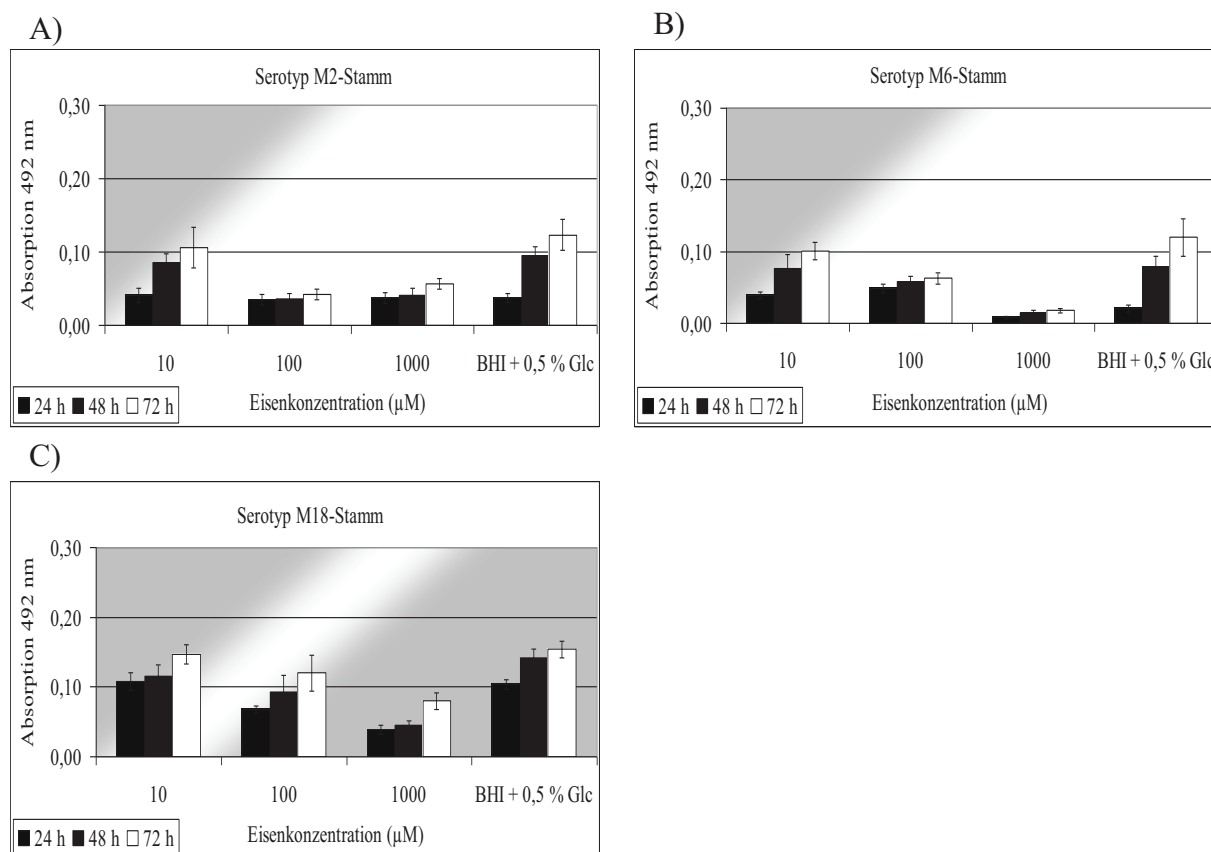 A)
Serotyp M2-Stamm
Absorption 492 nm
0,30
0,20
0,10
0,00
10 100 1000 BHI + 0,5 % Glc
Eisenkonzentration (µM)
24 h 48 h 72 h
B)
Serotyp M6-Stamm
Absorption 492 nm
0,30
0,20
0,10
0,00
10 100 1000 BHI + 0,5 % Glc
Eisenkonzentration (µM)
24 h 48 h 72 h
C)
Serotyp M18-Stamm
Absorption 492 nm
0,30
0,20
0,10
0,00
10 100 1000 BHI + 0,5 % Glc
Eisenkonzentration (µM)
24 h 48 h 72 h